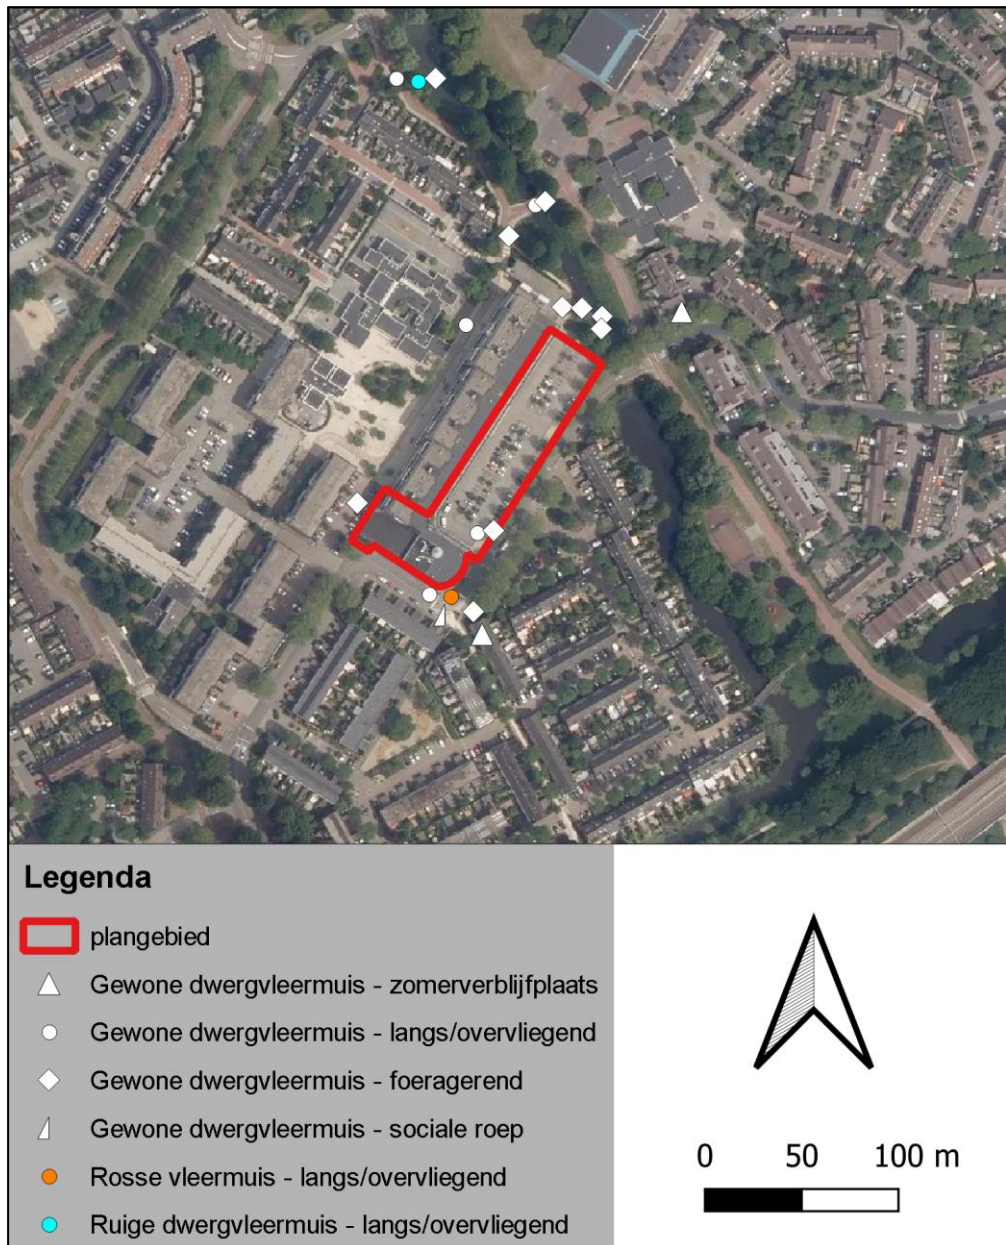 Legenda
plangebied
Gewone dwergvleermuis - zomerverblijfplaats
Gewone dwergvleermuis - langs/overvliegend
Gewone dwergvleermuis - foeragerend
Gewone dwergvleermuis - sociale roep
Rosse vleermuis - langs/overvliegend
Ruige dwergvleermuis - langs/overvliegend
0 50 100 m